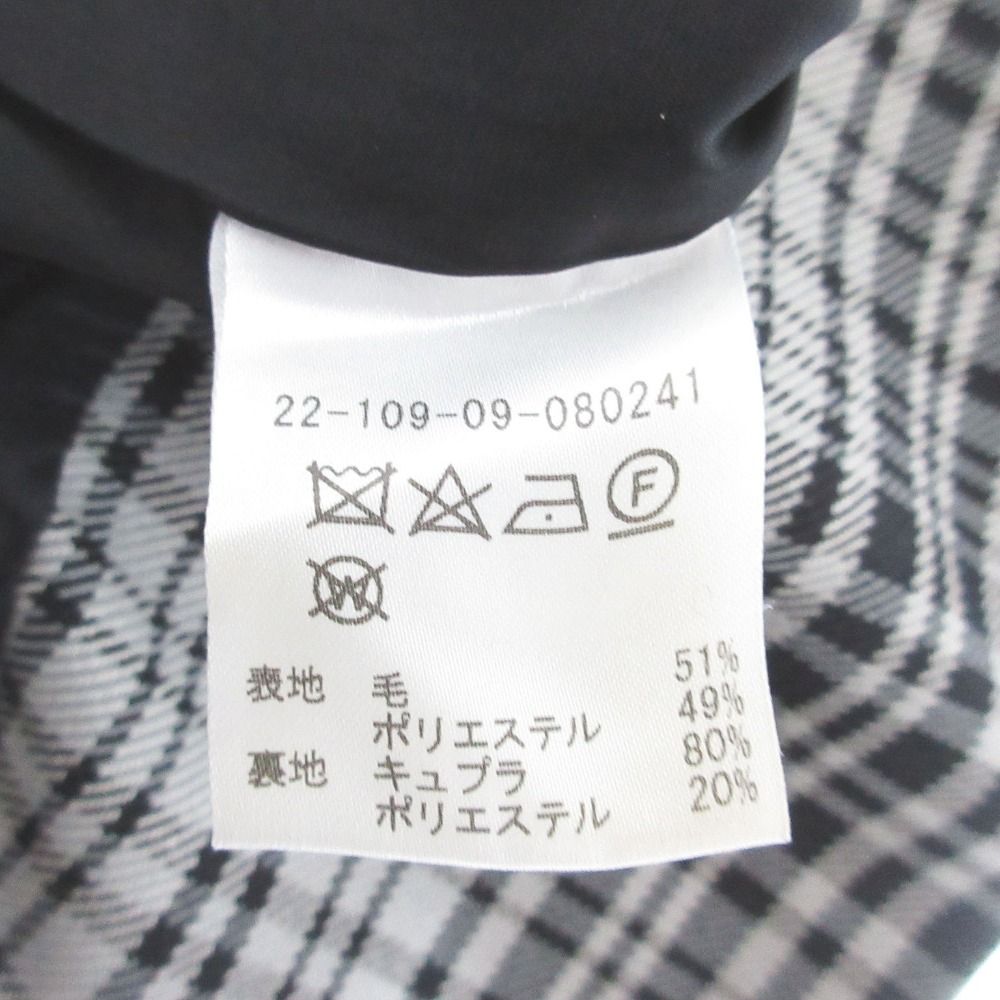 22-109-09-080241
F
W
表地 毛 51%
ポリエステル 49%
裏地 キュプラ 80%
ポリエステル 20%